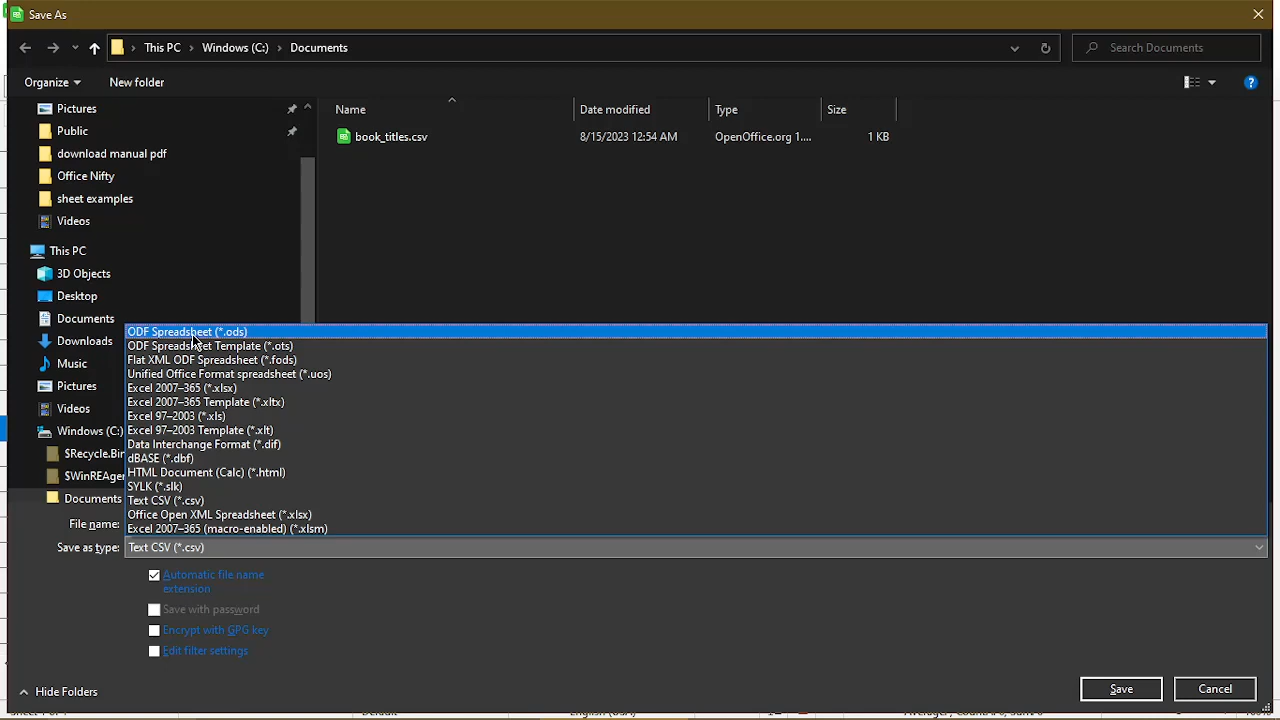 Save As
This PC > Windows (C:) > Documents
Search Documents
Organize
New folder
Pictures
Public
download manual pdf
Office Nifty
sheet examples
Videos
This PC
3D Objects
Desktop
Documents
Downloads
Music
Pictures
Videos
Windows (C:)
$Recycle.Bin
$WinREAgen
Documents
Name
Date modified
Type
Size
book_titles.csv
8/15/2023 12:54 AM
OpenOffice.org 1....
1 KB
ODF Spreadsheet (*.ods)
ODF Spreadsheet Template (*.ots)
Flat XML ODF Spreadsheet (*.fods)
Unified Office Format spreadsheet (*.uos)
Excel 2007–365 (*.xlsx)
Excel 2007–365 Template (*.xltx)
Excel 97–2003 (*.xls)
Excel 97–2003 Template (*.xlt)
Data Interchange Format (*.dif)
dBASE (*.dbf)
HTML Document (Calc) (*.html)
SYLK (*.slk)
Text CSV (*.csv)
Office Open XML Spreadsheet (*.xlsx)
Excel 2007–365 (macro-enabled) (*.xlsm)
File name:
Save as type:
Text CSV (*.csv)
Automatic file name
extension
Save with password
Encrypt with GPG key
Edit filter settings
Hide Folders
Save
Cancel